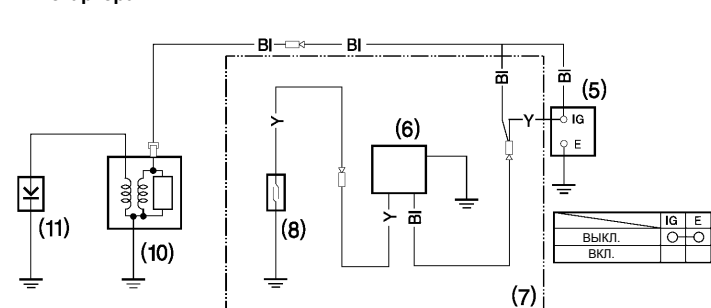 BI BI
BI BI (5)
Y (6) Y IG
E
(11) (10) (8) Y BI
(7)
IG E
ВЫКЛ.
ВКЛ.